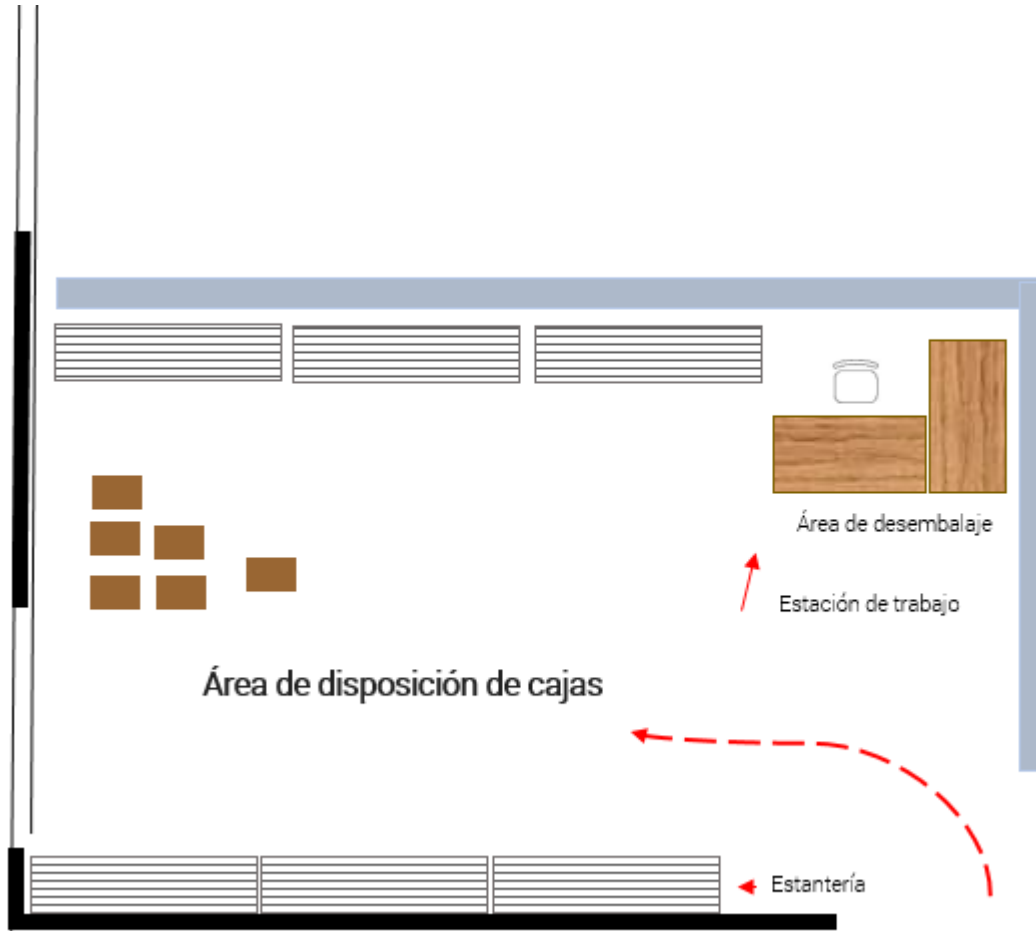 Área de desembalaje
Estación de trabajo
Área de disposición de cajas
Estantería